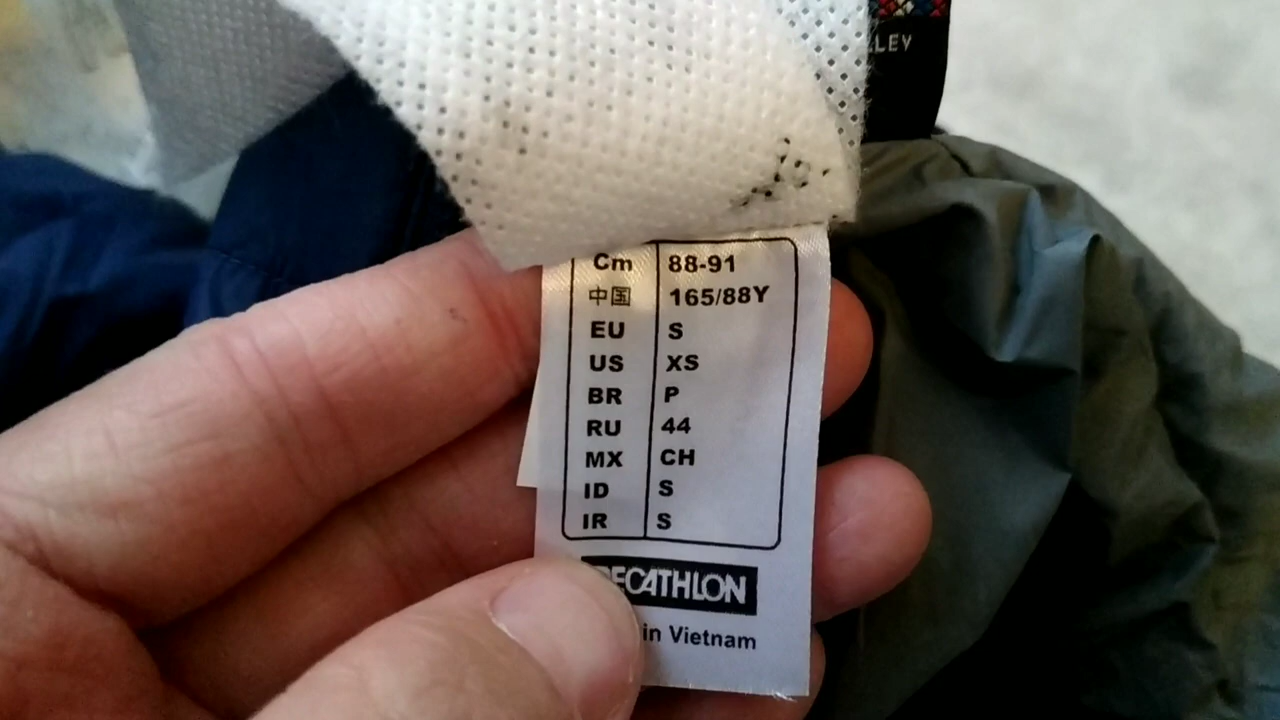 Cm 88-91
中国 165/88Y
EU S
US XS
BR P
RU 44
MX CH
ID S
IR S
DECATHLON
in Vietnam